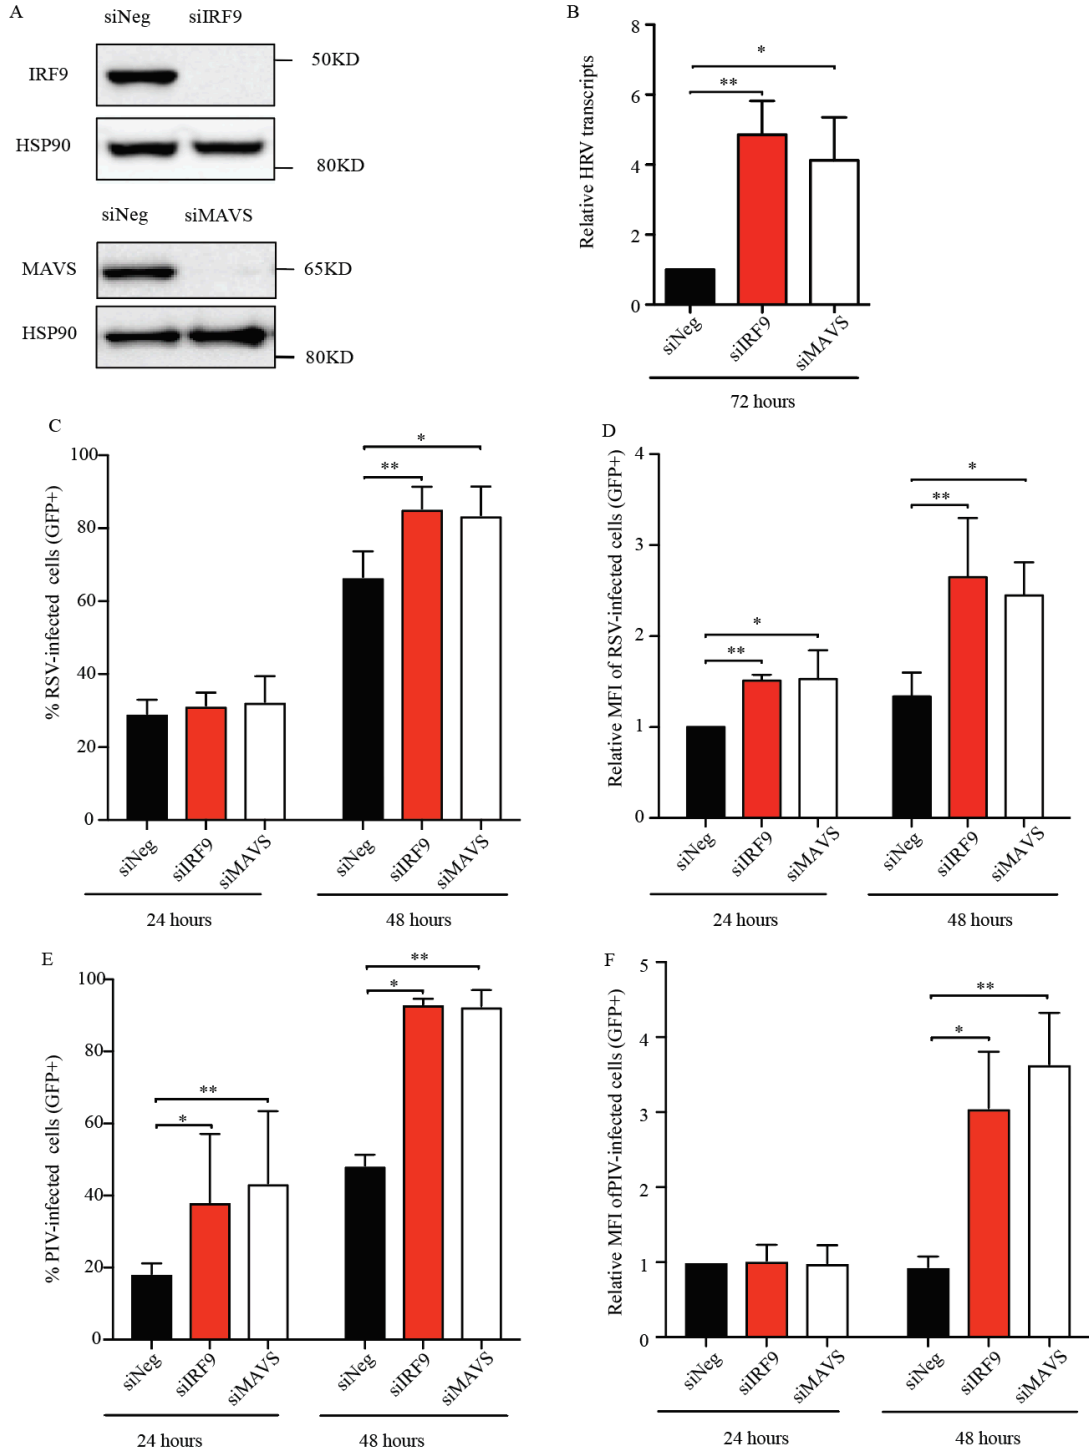 A
siNeg siIRF9
IRF9
50KD
HSP90
80KD
siNeg siMAVS
MAVS
65KD
HSP90
80KD
B
Relative HRV transcripts
8
6
4
2
0
*
**
siNeg siIRF9 siMAVS
72 hours
C
% RSV-infected cells (GFP+)
100
80
60
40
20
0
*
**
siNeg siIRF9 siMAVS siNeg siIRF9 siMAVS
24 hours 48 hours
D
Relative MFI of RSV-infected cells (GFP+)
4
3
2
1
0
*
**
*
**
siNeg siIRF9 siMAVS siNeg siIRF9 siMAVS
24 hours 48 hours
E
% PIV-infected cells (GFP+)
100
80
60
40
20
0
**
*
**
*
siNeg siIRF9 siMAVS siNeg siIRF9 siMAVS
24 hours 48 hours
F
Relative MFI ofPIV-infected cells (GFP+)
5
4
3
2
1
0
**
*
siNeg siIRF9 siMAVS siNeg siIRF9 siMAVS
24 hours 48 hours